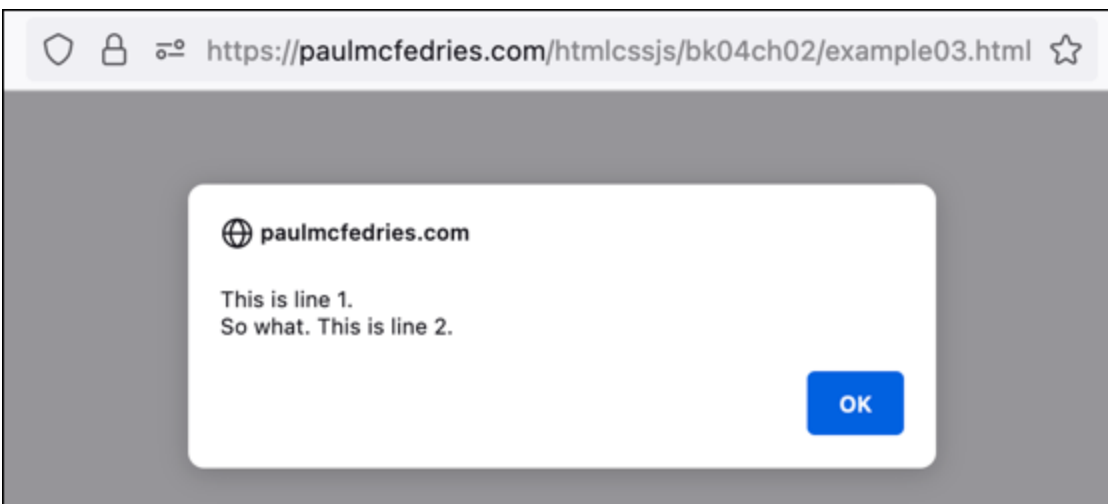 https://paulmcfedries.com/htmlcssjs/bk04ch02/example03.html
paulmcfedries.com
This is line 1.
So what. This is line 2.
OK